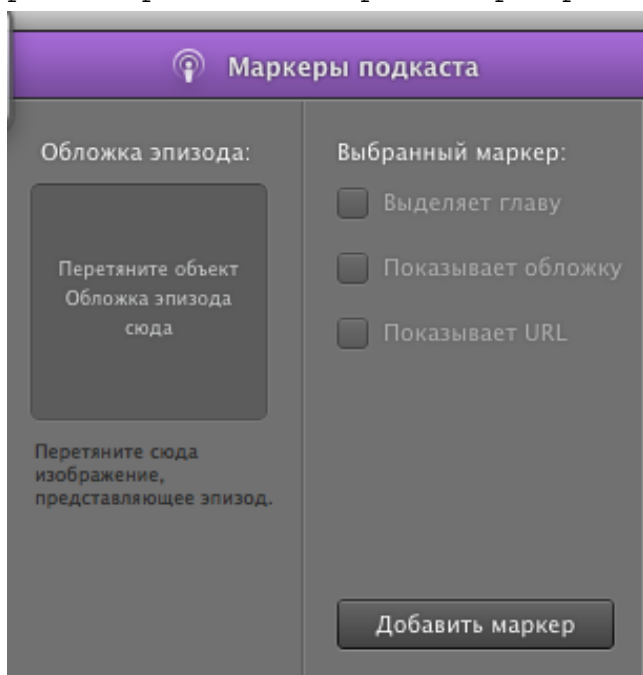 Маркеры подкаста
Обложка эпизода:
Перетяните объект
Обложка эпизода
сюда
Перетяните сюда
изображение,
представляющее эпизод.
Выбранный маркер:
Выделяет главу
Показывает обложку
Показывает URL
Добавить маркер